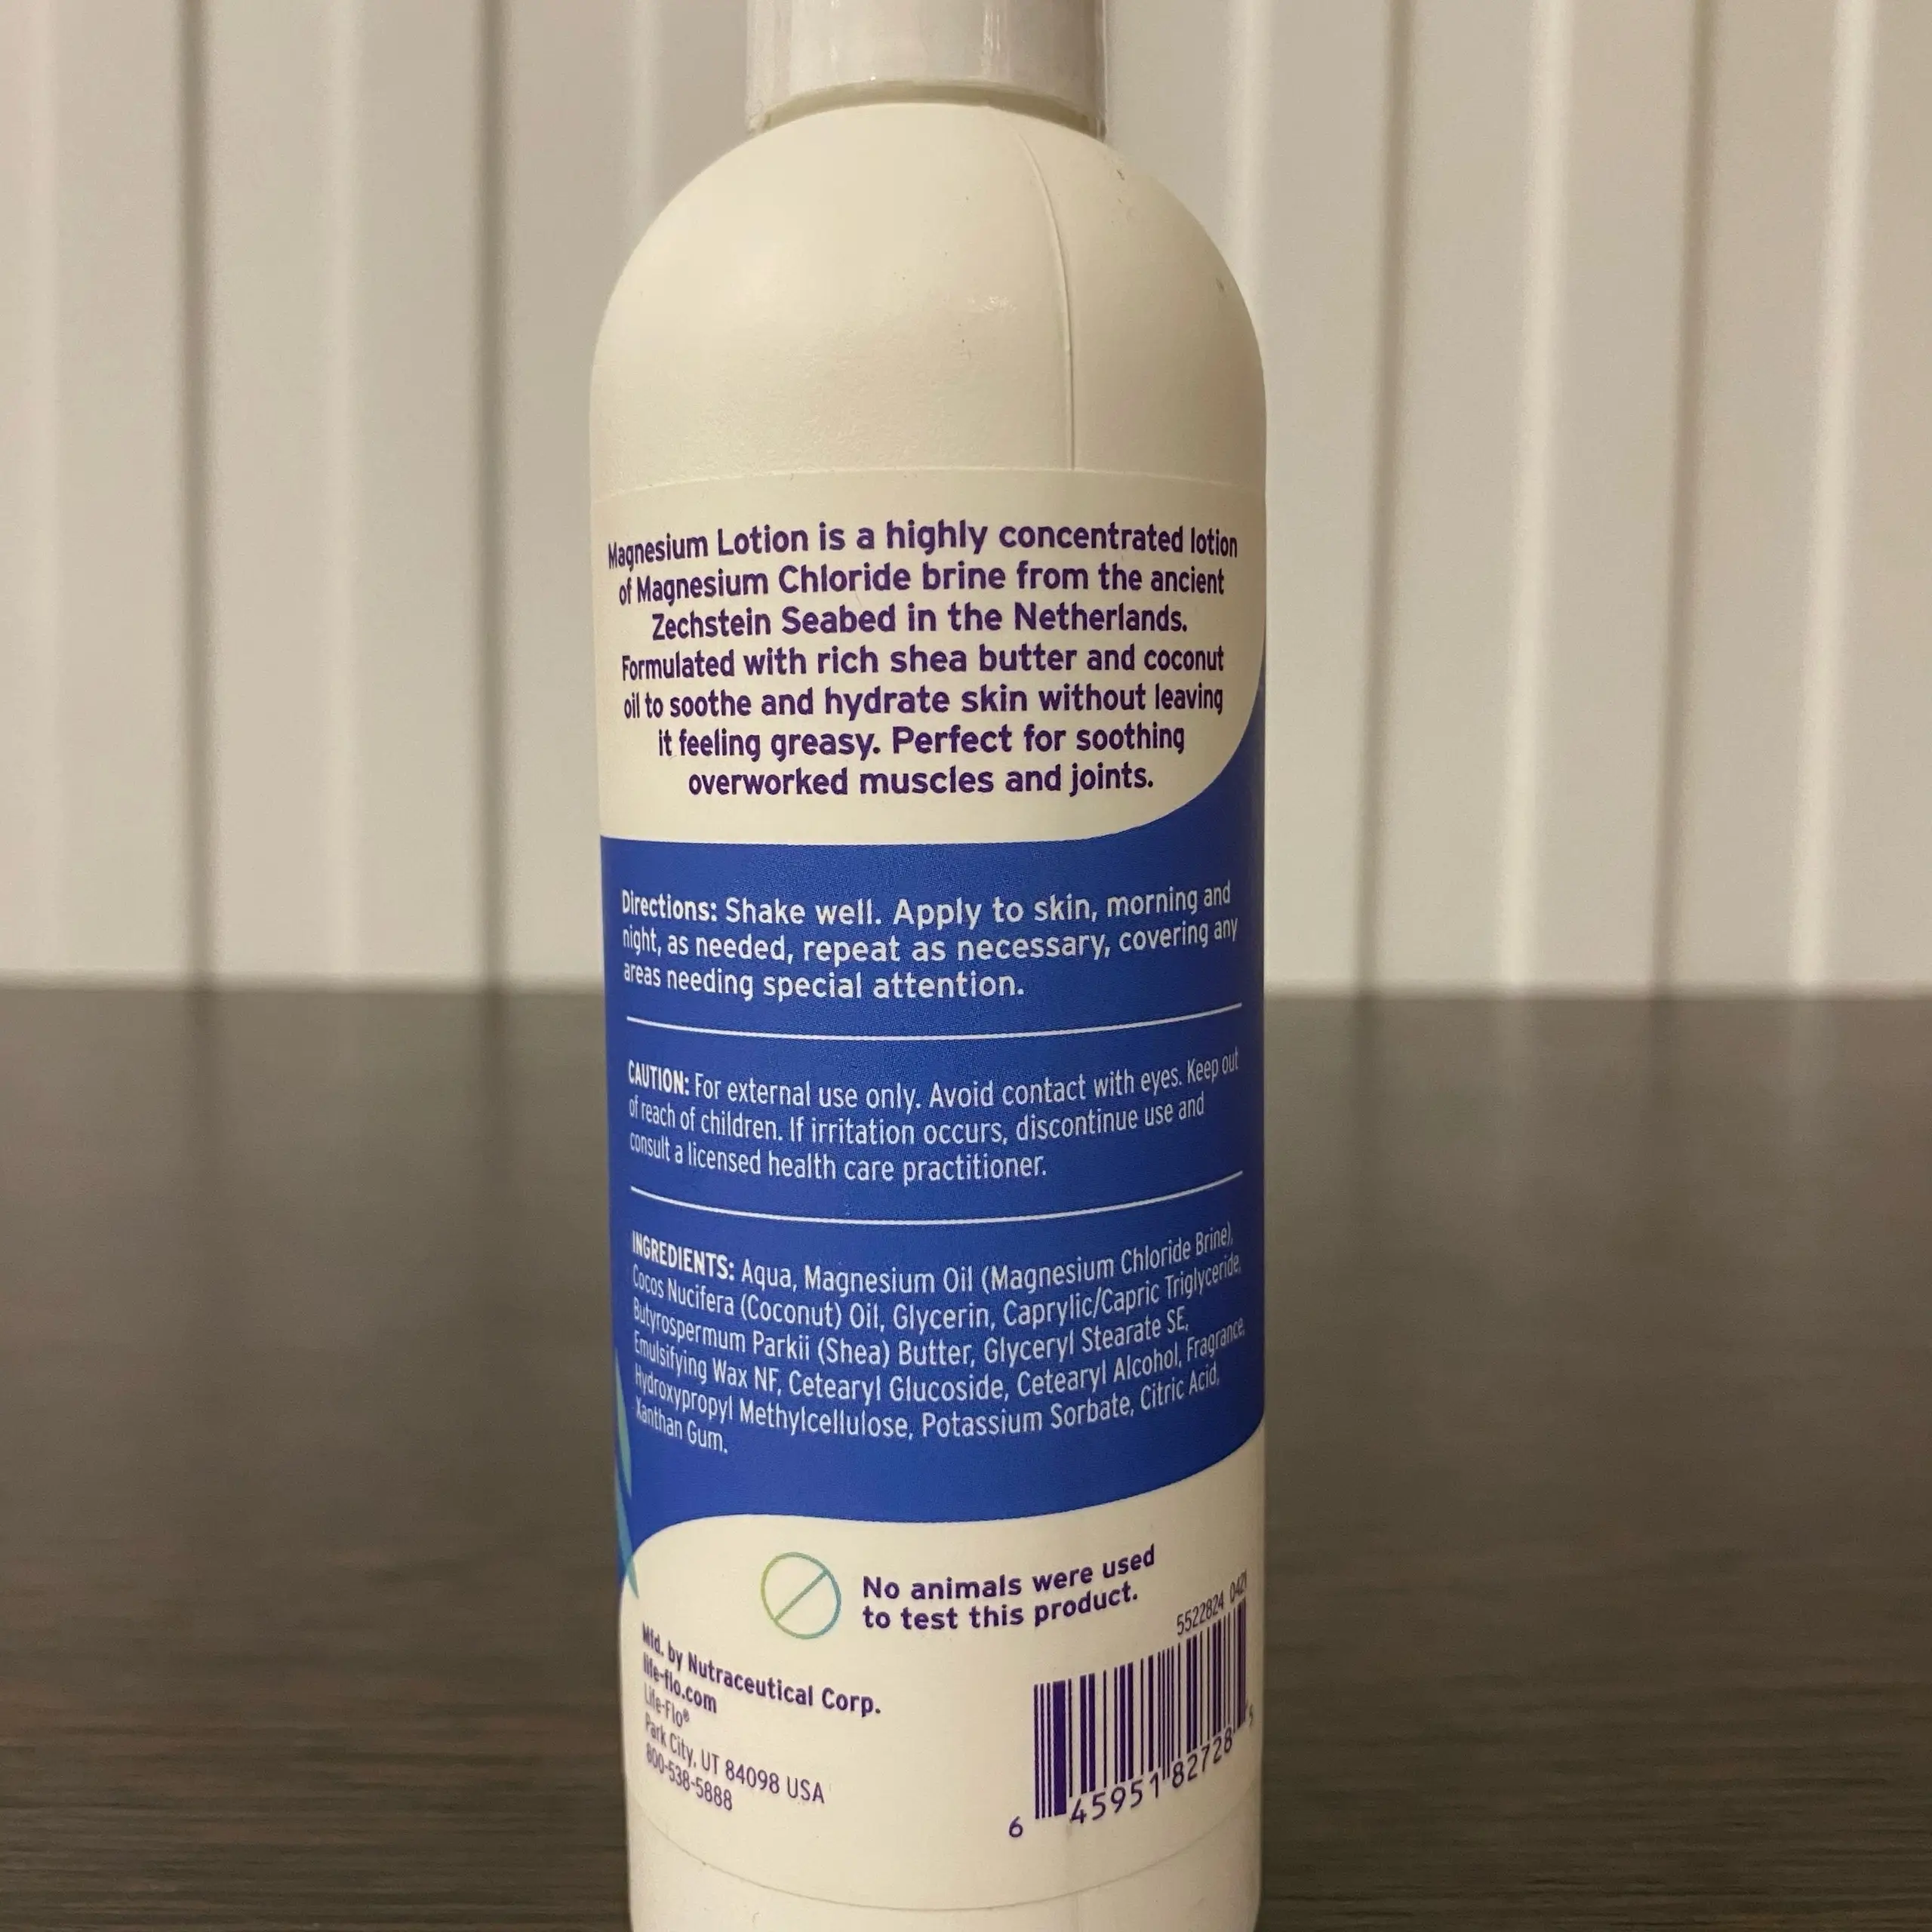 Magnesium Lotion is a highly concentrated lotion
of Magnesium Chloride brine from the ancient
Zechstein Seabed in the Netherlands.
Formulated with rich shea butter and coconut
oil to soothe and hydrate skin without leaving
it feeling greasy. Perfect for soothing
overworked muscles and joints.
Directions: Shake well. Apply to skin, morning and
night, as needed, repeat as necessary, covering any
areas needing special attention.
CAUTION: For external use only. Avoid contact with eyes. Keep out
of reach of children. If irritation occurs, discontinue use and
consult a licensed health care practitioner.
INGREDIENTS: Aqua, Magnesium Oil (Magnesium Chloride Brine),
Cocos Nucifera (Coconut) Oil, Glycerin, Caprylic/Capric Triglyceride,
Butyrospermum Parkii (Shea) Butter, Glyceryl Stearate SE,
Emulsifying Wax NF, Cetearyl Glucoside, Cetearyl Alcohol, Fragrance,
Hydroxypropyl Methylcellulose, Potassium Sorbate, Citric Acid,
Xanthan Gum.
No animals were used
to test this product.
Mfd. by Nutraceutical Corp.
life-flo.com
Life-Flo®
Park City, UT 84098 USA
800-538-5888
5522824 0421
6 45951 82728 5